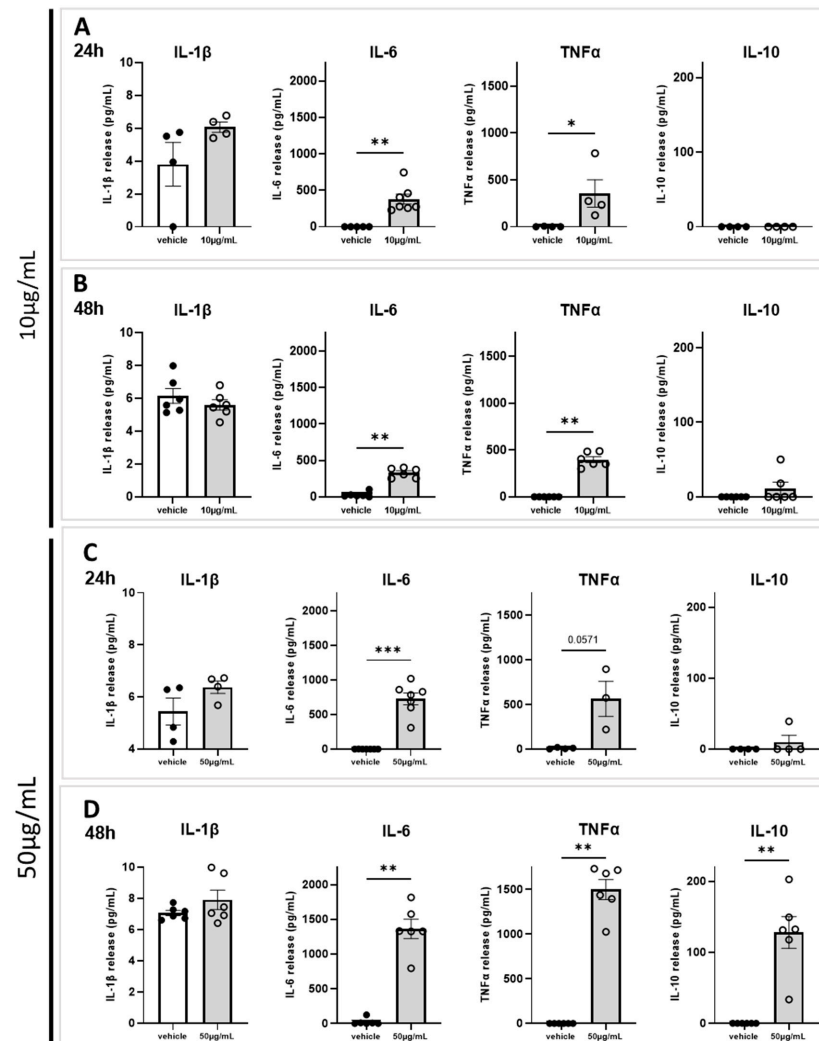 10µg/mL
A
24h
IL-1β
IL-6
TNFα
IL-10
IL-1β release (pg/mL)
10
8
6
4
2
0
vehicle
10µg/mL
IL-6 release (pg/mL)
2000
1500
1000
500
0
**
vehicle
10µg/mL
TNFα release (pg/mL)
1500
1000
500
0
*
vehicle
10µg/mL
IL-10 release (pg/mL)
200
100
0
vehicle
10µg/mL
B
48h
IL-1β
IL-6
TNFα
IL-10
IL-1β release (pg/mL)
10
8
6
4
2
0
vehicle
10µg/mL
IL-6 release (pg/mL)
2000
1500
1000
500
0
**
vehicle
10µg/mL
TNFα release (pg/mL)
1500
1000
500
0
**
vehicle
10µg/mL
IL-10 release (pg/mL)
200
100
0
vehicle
10µg/mL
50µg/mL
C
24h
IL-1β
IL-6
TNFα
IL-10
IL-1β release (pg/mL)
10
8
6
4
vehicle
50µg/mL
IL-6 release (pg/mL)
2000
1500
1000
500
0
***
vehicle
50µg/mL
TNFα release (pg/mL)
1500
1000
500
0
0.0571
vehicle
50µg/mL
IL-10 release (pg/mL)
200
100
0
vehicle
50µg/mL
D
48h
IL-1β
IL-6
TNFα
IL-10
IL-1β release (pg/mL)
10
8
6
4
2
0
vehicle
50µg/mL
IL-6 release (pg/mL)
2000
1500
1000
500
0
**
vehicle
50µg/mL
TNFα release (pg/mL)
1500
1000
500
0
**
vehicle
50µg/mL
IL-10 release (pg/mL)
200
100
0
**
vehicle
50µg/mL